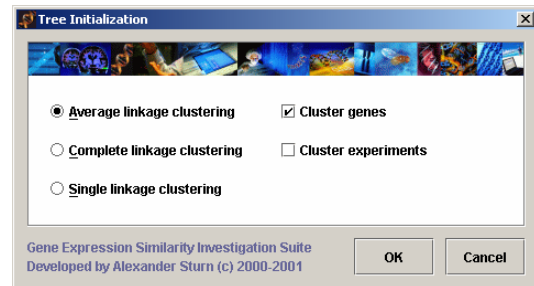 Tree Initialization
Average linkage clustering
Cluster genes
Complete linkage clustering
Cluster experiments
Single linkage clustering
Gene Expression Similarity Investigation Suite
Developed by Alexander Sturn (c) 2000-2001
OK
Cancel